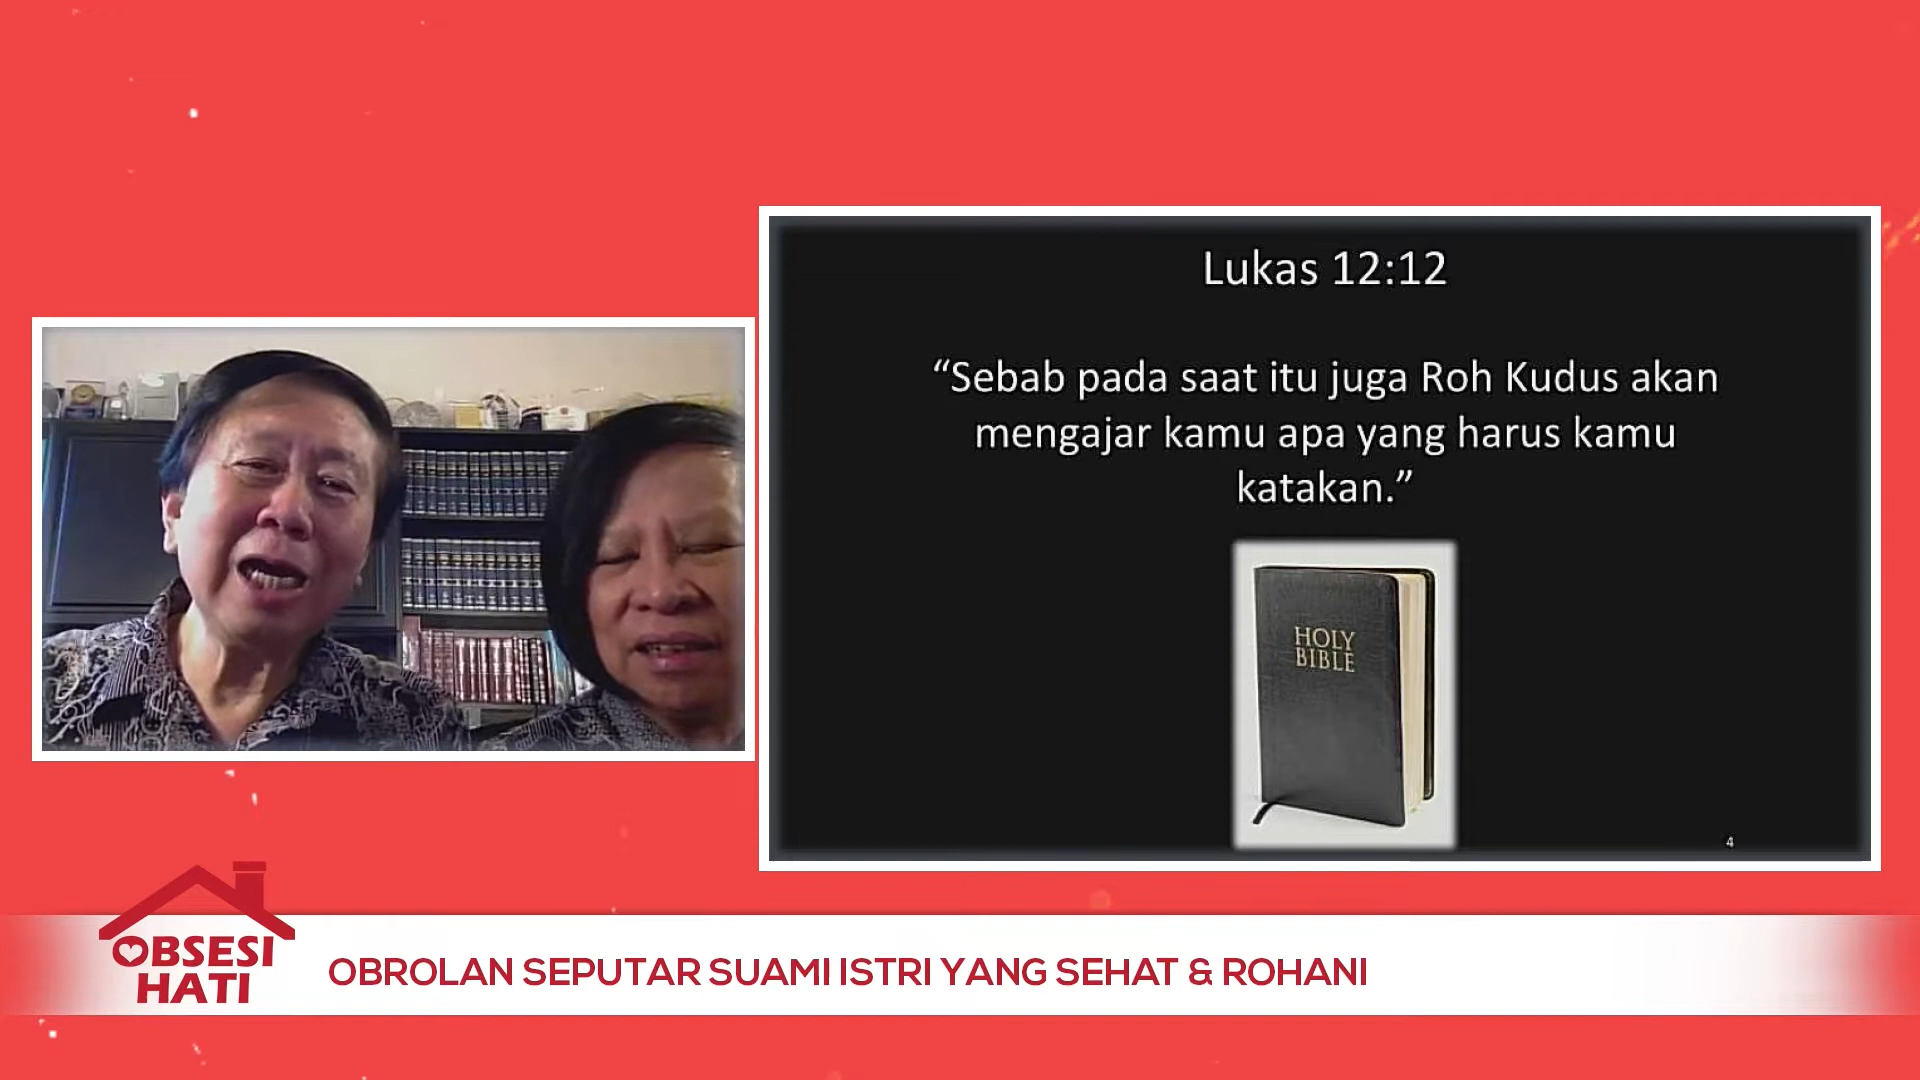 Lukas 12:12
“Sebab pada saat itu juga Roh Kudus akan
mengajar kamu apa yang harus kamu
katakan.”
HOLY
BIBLE
4
OBSESI
HATI
OBROLAN SEPUTAR SUAMI ISTRI YANG SEHAT & ROHANI